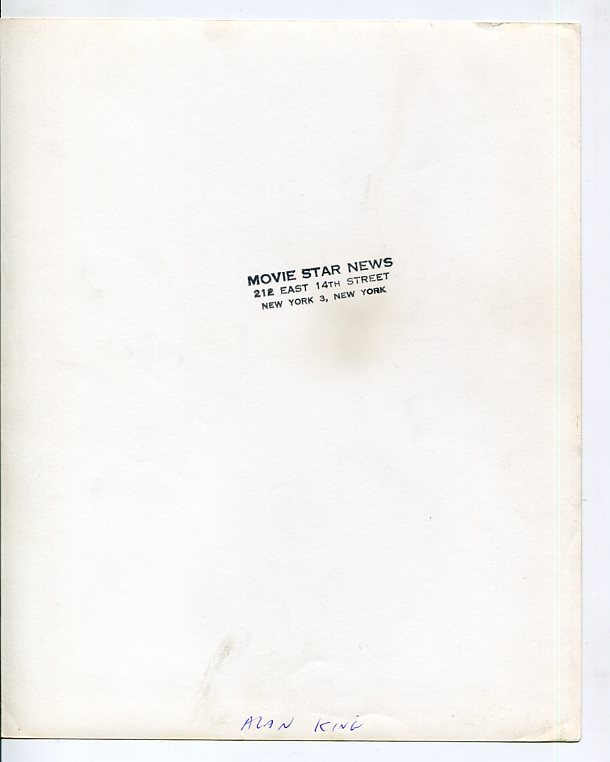 MOVIE STAR NEWS
212 EAST 14TH STREET
NEW YORK 3, NEW YORK
ALAN KING